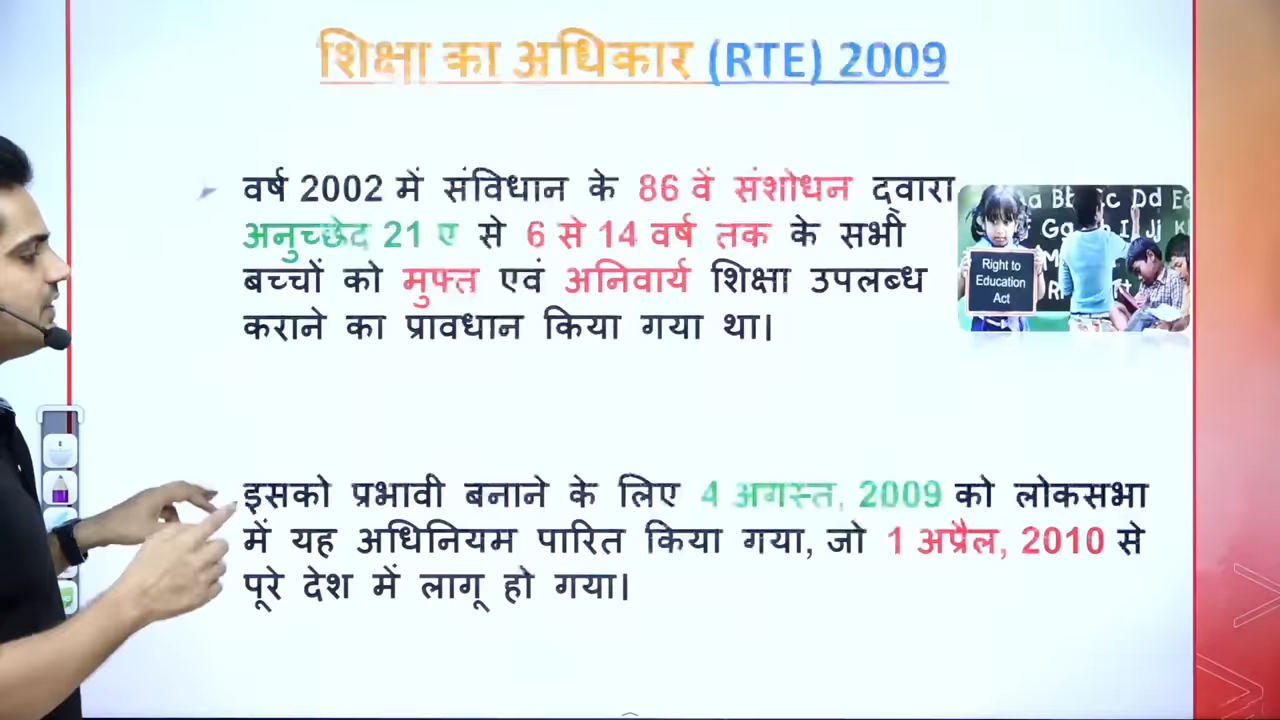 शिक्षा का अधिकार (RTE) 2009
वर्ष 2002 में संविधान के 86 वें संशोधन द्वारा
अनुच्छेद 21 ए से 6 से 14 वर्ष तक के सभी
बच्चों को मुफ्त एवं अनिवार्य शिक्षा उपलब्ध
कराने का प्रावधान किया गया था।
Right to
Education
Act
Dd
इसको प्रभावी बनाने के लिए 4 अगस्त, 2009 को लोकसभा
में यह अधिनियम पारित किया गया, जो 1 अप्रैल, 2010 से
पूरे देश में लागू हो गया।